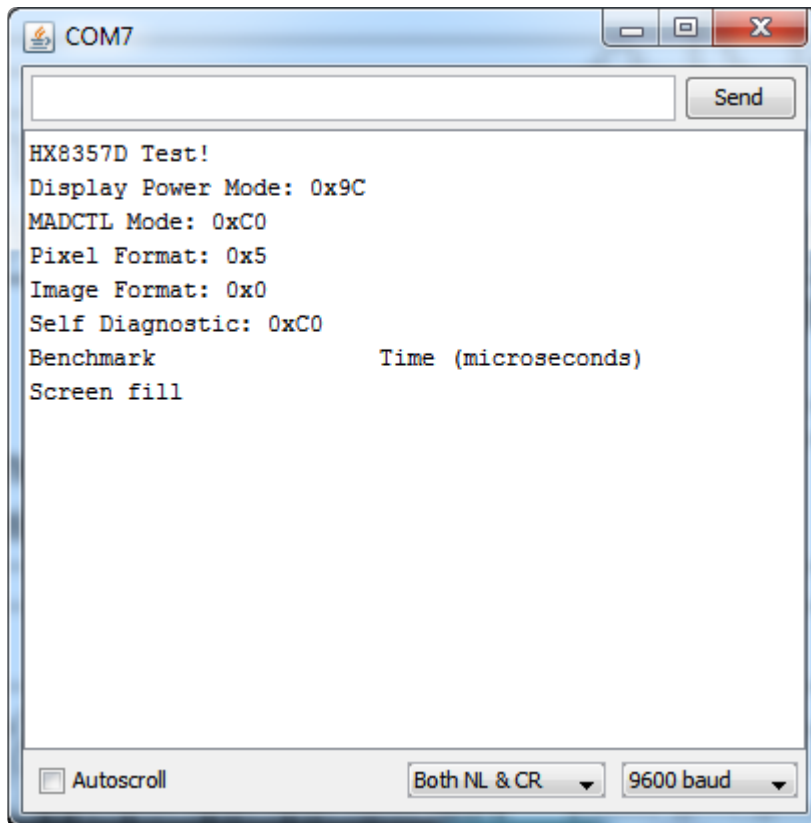 COM7
Send
HX8357D Test!
Display Power Mode: 0x9C
MADCTL Mode: 0xC0
Pixel Format: 0x5
Image Format: 0x0
Self Diagnostic: 0xC0
Benchmark                Time (microseconds)
Screen fill
Autoscroll Both NL & CR 9600 baud